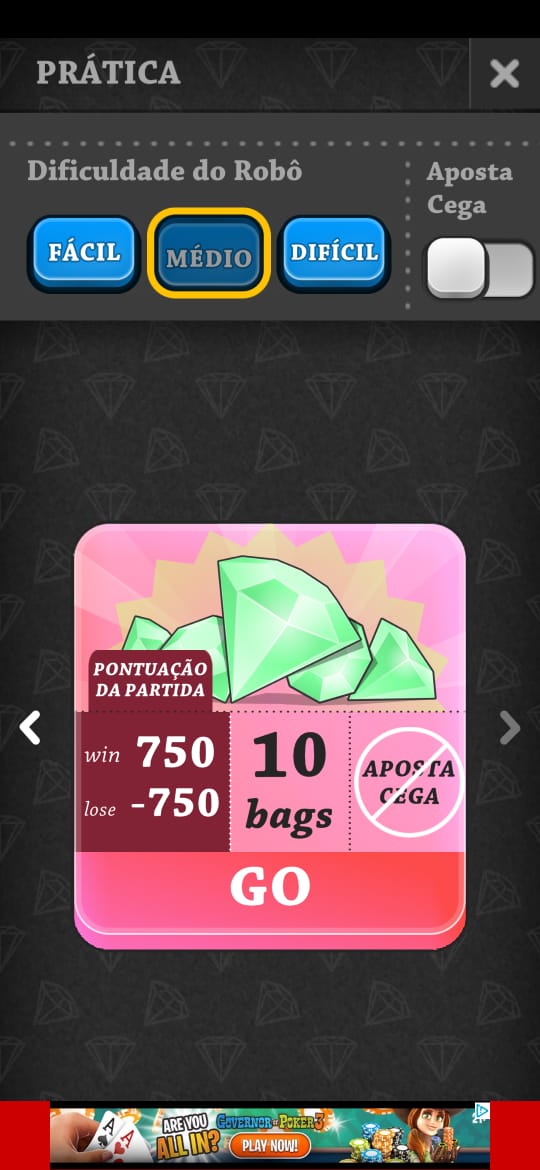 PRÁTICA
Dificuldade do Robô
Aposta
Cega
FÁCIL
MÉDIO
DIFÍCIL
PONTUAÇÃO
DA PARTIDA
win 750
lose -750
10
bags
APOSTA
CEGA
GO
ARE YOU
ALL IN?
GOVERNOR OF POKER 3
PLAY NOW!
21+